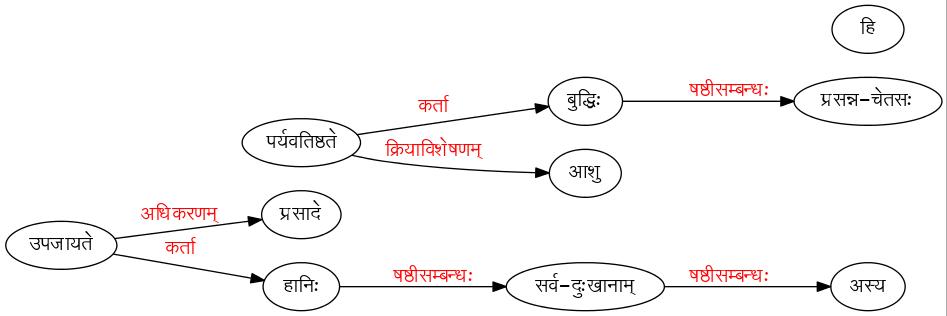 हि
कर्ता
बुद्धिः
षष्ठीसम्बन्धः
प्रसन्न-चेतसः
पर्यवतिष्ठते
क्रियाविशेषणम्
आशु
अधिकरणम्
प्रसादे
उपजायते
कर्ता
हानिः
षष्ठीसम्बन्धः
सर्व-दुःखानाम्
षष्ठीसम्बन्धः
अस्य